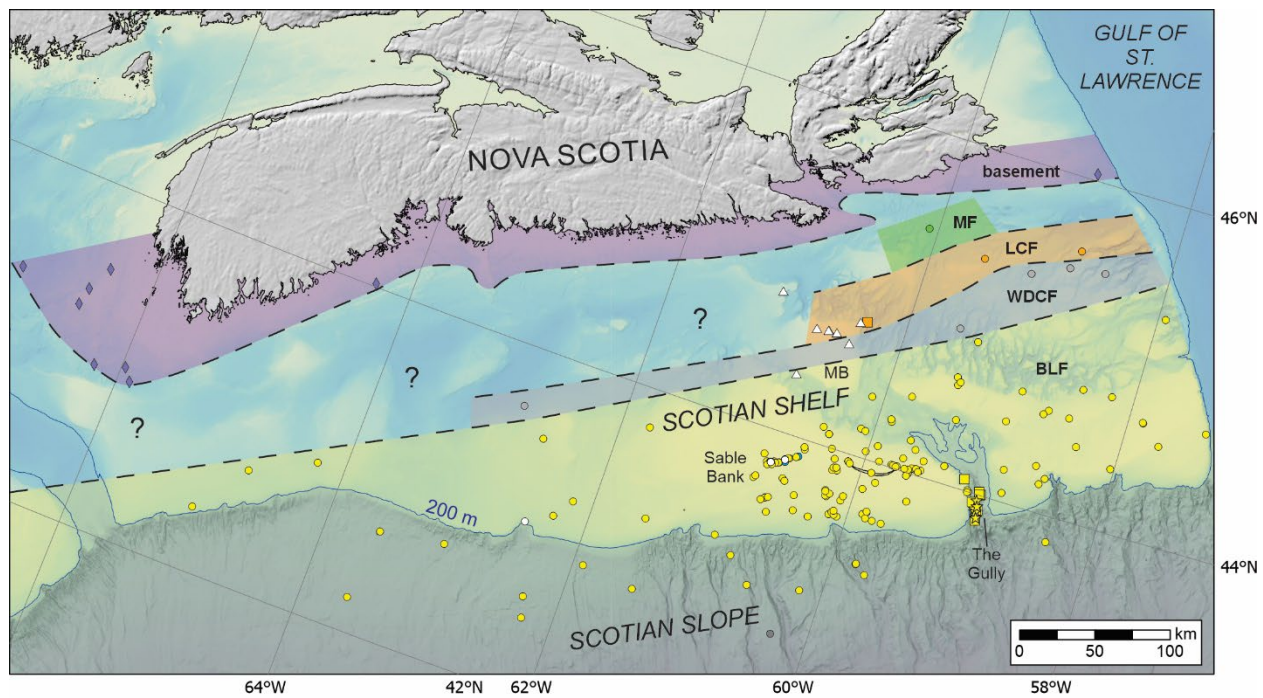 GULF OF
ST.
LAWRENCE
NOVA SCOTIA
basement
46°N
MF
LCF
WDCF
?
?
?
MB
BLF
SCOTIAN SHELF
Sable
Bank
200 m
The
Gully
44°N
SCOTIAN SLOPE
km
0 50 100
64°W 42°N 62°W 60°W 58°W